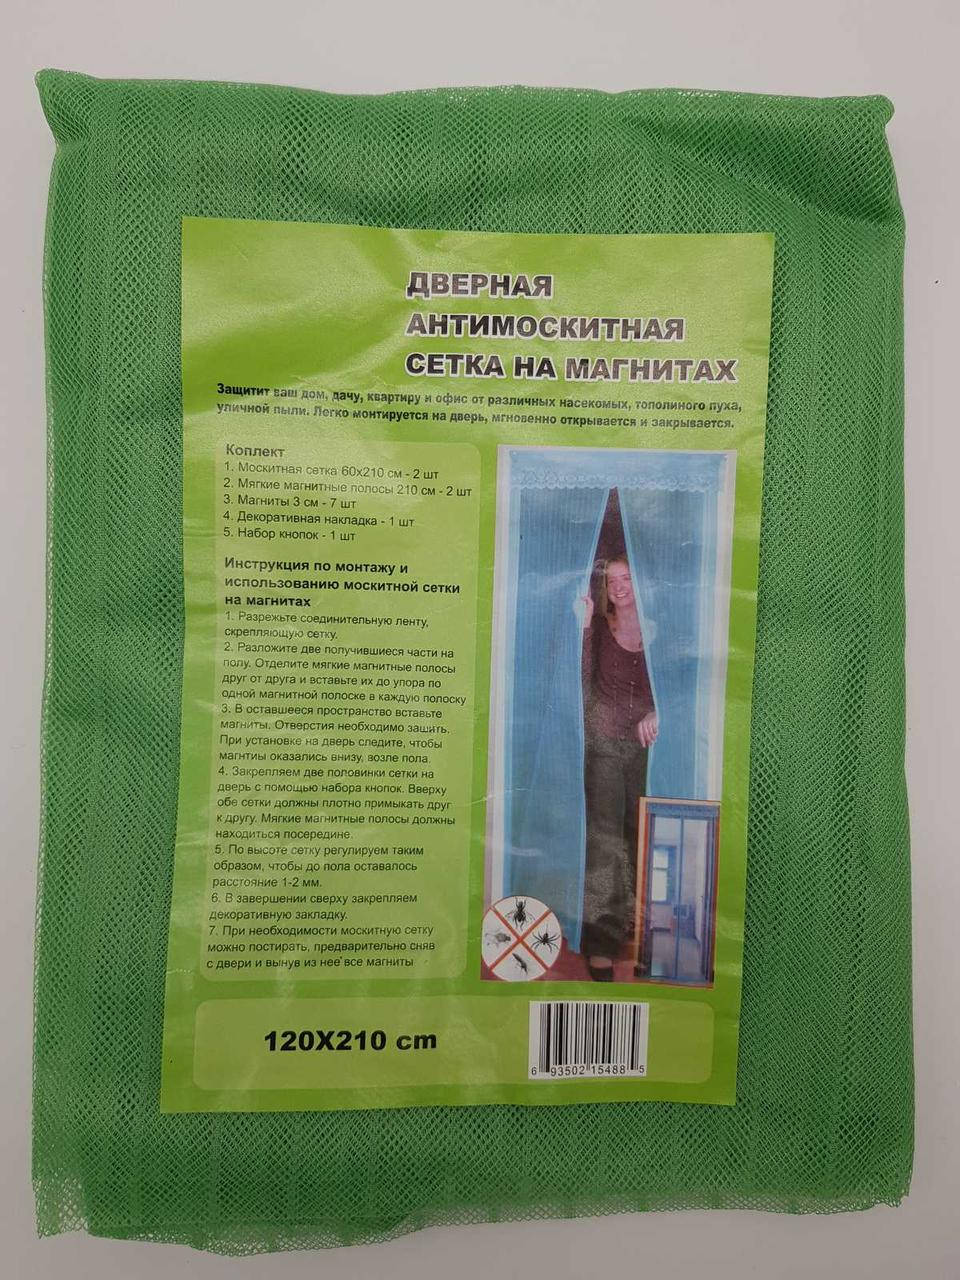 ДВЕРНАЯ
АНТИМОСКИТНАЯ
СЕТКА НА МАГНИТАХ
Защитит ваш дом, дачу, квартиру и офис от различных насекомых, тополиного пуха,
уличной пыли. Легко монтируется на дверь, мгновенно открывается и закрывается.
Коплект
1. Москитная сетка 60х210 см - 2 шт
2. Мягкие магнитные полосы 210 см - 2 шт
3. Магниты 3 см - 7 шт
4. Декоративная накладка - 1 шт
5. Набор кнопок - 1 шт
Инструкция по монтажу и
использованию москитной сетки
на магнитах
1. Разрежьте соединительную ленту,
скрепляющую сетку.
2. Разложите две получившиеся части на
полу. Отделите мягкие магнитные полосы
друг от друга и вставьте их до упора по
одной магнитной полоске в каждую полоску
3. В оставшееся пространство вставьте
магниты. Отверстия необходимо зашить.
При установке на дверь следите, чтобы
магнтиы оказались внизу, возле пола.
4. Закрепляем две половинки сетки на
дверь с помощью набора кнопок. Вверху
обе сетки должны плотно примыкать друг
к другу. Мягкие магнитные полосы должны
находиться посередине.
5. По высоте сетку регулируем таким
образом, чтобы до пола оставалось
расстояние 1-2 мм.
6. В завершении сверху закрепляем
декоративную закладку.
7. При необходимости москитную сетку
можно постирать, предварительно сняв
с двери и вынув из нее все магниты
120X210 cm
6 93502 15488 5